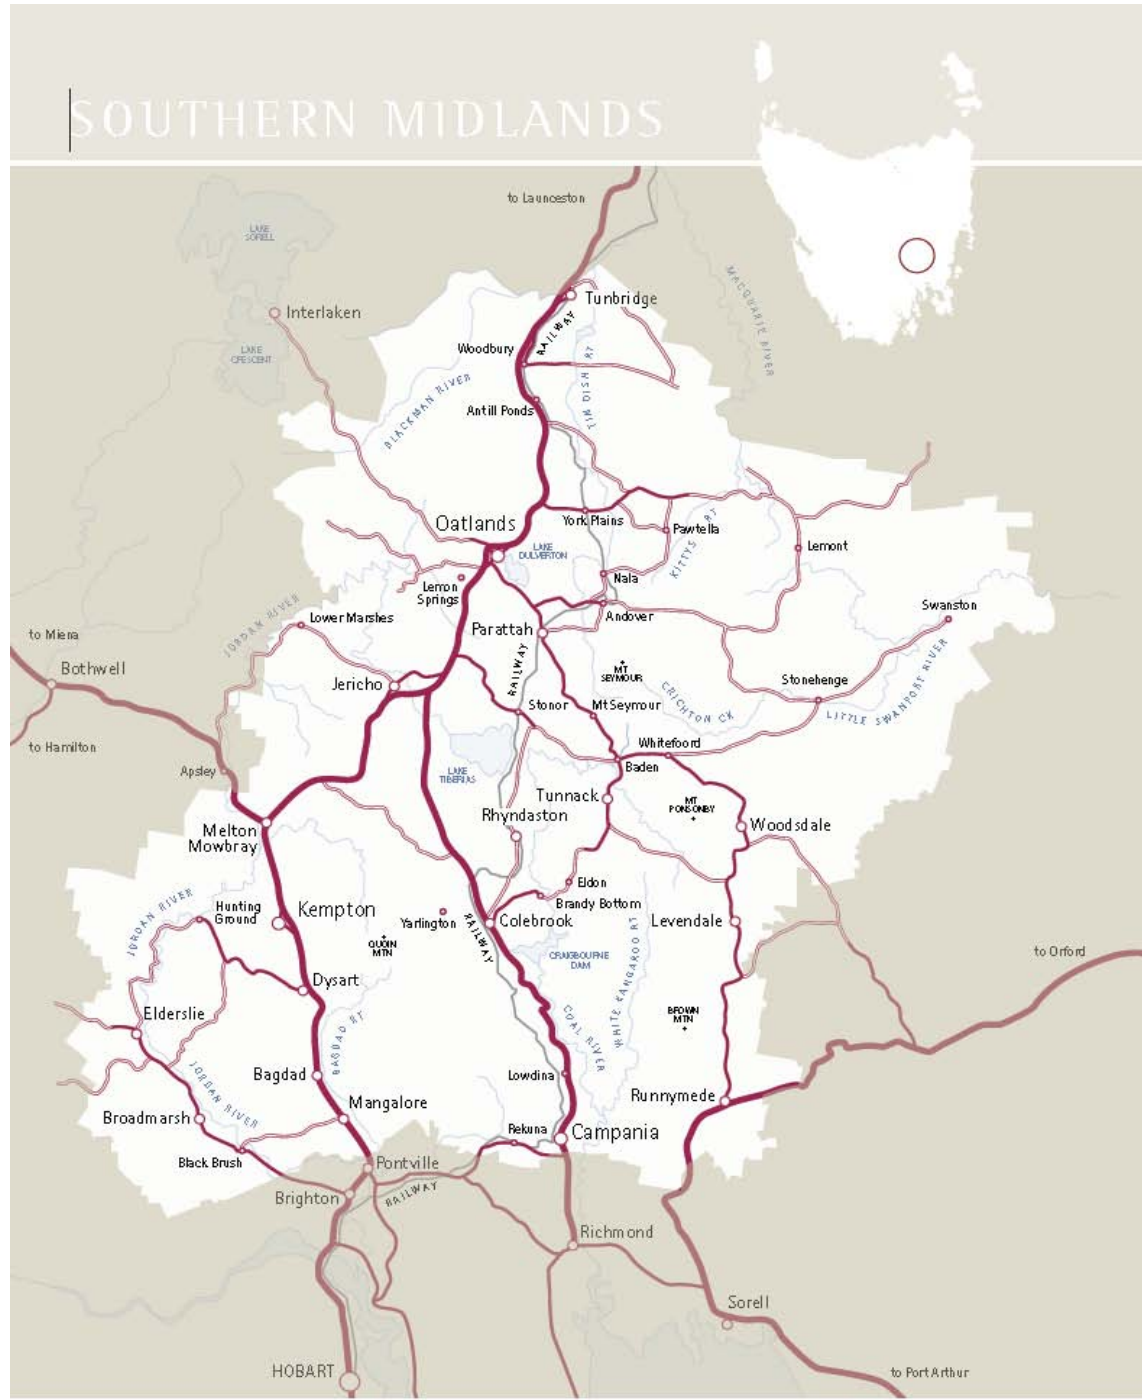 SOUTHERN MIDLANDS
to Launceston
LAKE
SORELL
MACQUARIE RIVER
Tunbridge
Interlaken
RAILWAY
Woodbury
LAKE
CRESCENT
TIN DISH RT
BLACKMAN RIVER
Antill Ponds
Oatlands
York Plains
Pawtella
KITTYS RT
Lemont
LAKE
DULVERTON
Lemon
Springs
Nala
JORDAN RIVER
Lower Marshes
Andover
Swanston
to Miena
Parattah
Bothwell
RAILWAY
MT
SEYMOUR
Jericho
Stonehenge
CRICHTON CK
LITTLE SWANPORT RIVER
Stonor
Mt Seymour
to Hamilton
Whitefoord
Apsley
LAKE
TIBERIAS
Baden
Tunnack
MT
PONSONBY
Rhyndaston
Woodsdale
Melton
Mowbray
Eldon
JORDAN RIVER
Hunting
Ground
Kempton
Brandy Bottom
Yarlington
RAILWAY
Colebrook
Levendale
QUOIN
MTN
WHITE KANGAROO RT
CRAIGBOURNE
DAM
to Orford
Dysart
Elderslie
BROWN
MTN
BAGDAD RT
COAL RIVER
Bagdad
JORDAN RIVER
Lowdina
Runnymede
Mangalore
Broadmarsh
Rekuna
Campania
Black Brush
Pontville
RAILWAY
Brighton
Richmond
Sorell
HOBART
to Port Arthur